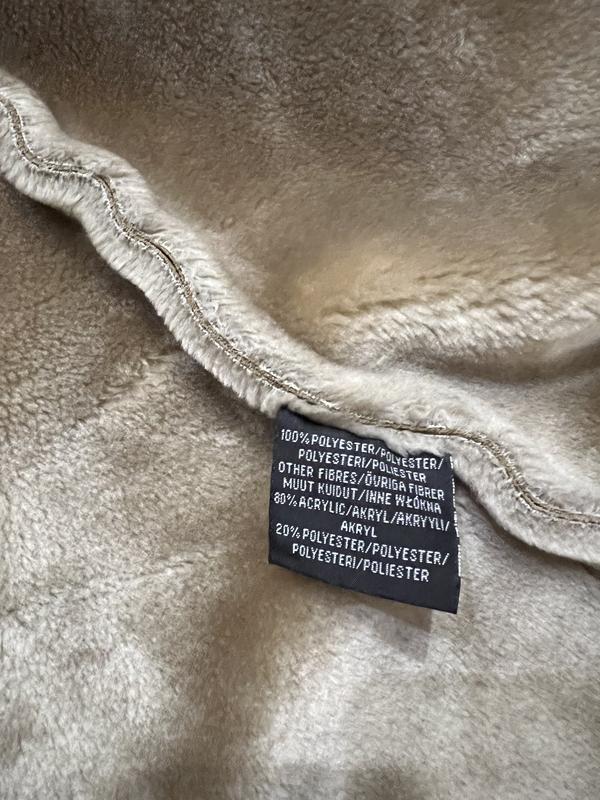 100%POLYESTER/POLYESTER/
POLYESTERI/POLIESTER
OTHER FIBRES/ÖVRIGA FIBRER
MUUT KUIDUT/INNE WŁÓKNA
80%ACRYLIC/AKRYL/AKRYYLI/
AKRYL
20%POLYESTER/POLYESTER/
POLYESTERI/POLIESTER